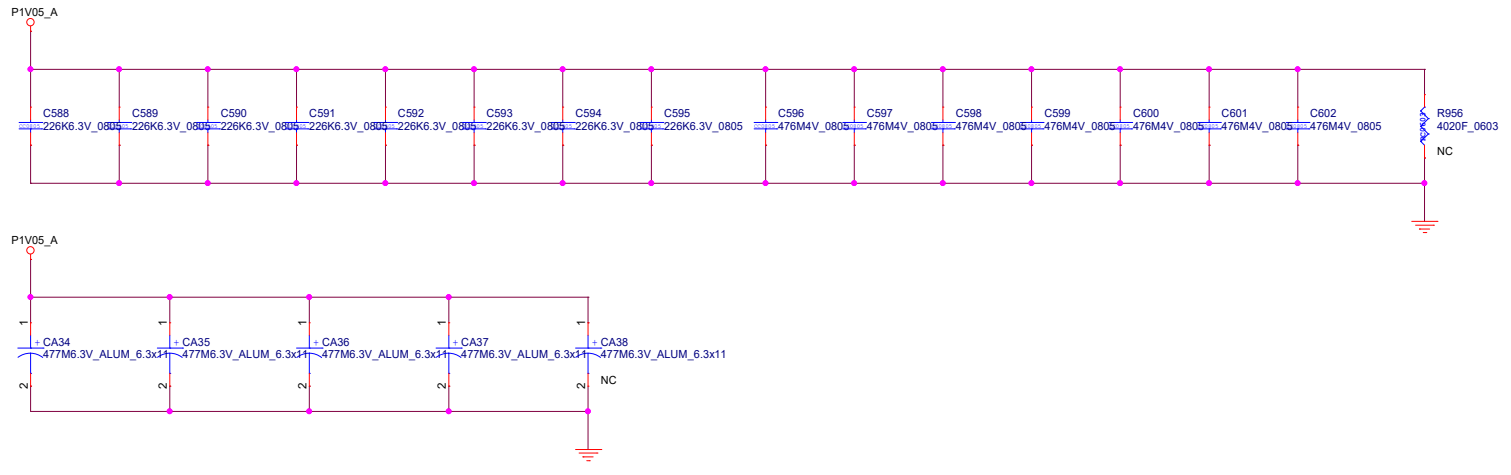 P1V05_A
C588
226K6.3V_0805
C589
226K6.3V_0805
C590
226K6.3V_0805
C591
226K6.3V_0805
C592
226K6.3V_0805
C593
226K6.3V_0805
C594
226K6.3V_0805
C595
226K6.3V_0805
C596
476M4V_0805
C597
476M4V_0805
C598
476M4V_0805
C599
476M4V_0805
C600
476M4V_0805
C601
476M4V_0805
C602
476M4V_0805
R956
4020F_0603
NC
P1V05_A
1
+ CA34
477M6.3V_ALUM_6.3x11
2
1
+ CA35
477M6.3V_ALUM_6.3x11
2
1
+ CA36
477M6.3V_ALUM_6.3x11
2
1
+ CA37
477M6.3V_ALUM_6.3x11
2
1
+ CA38
477M6.3V_ALUM_6.3x11
2
NC